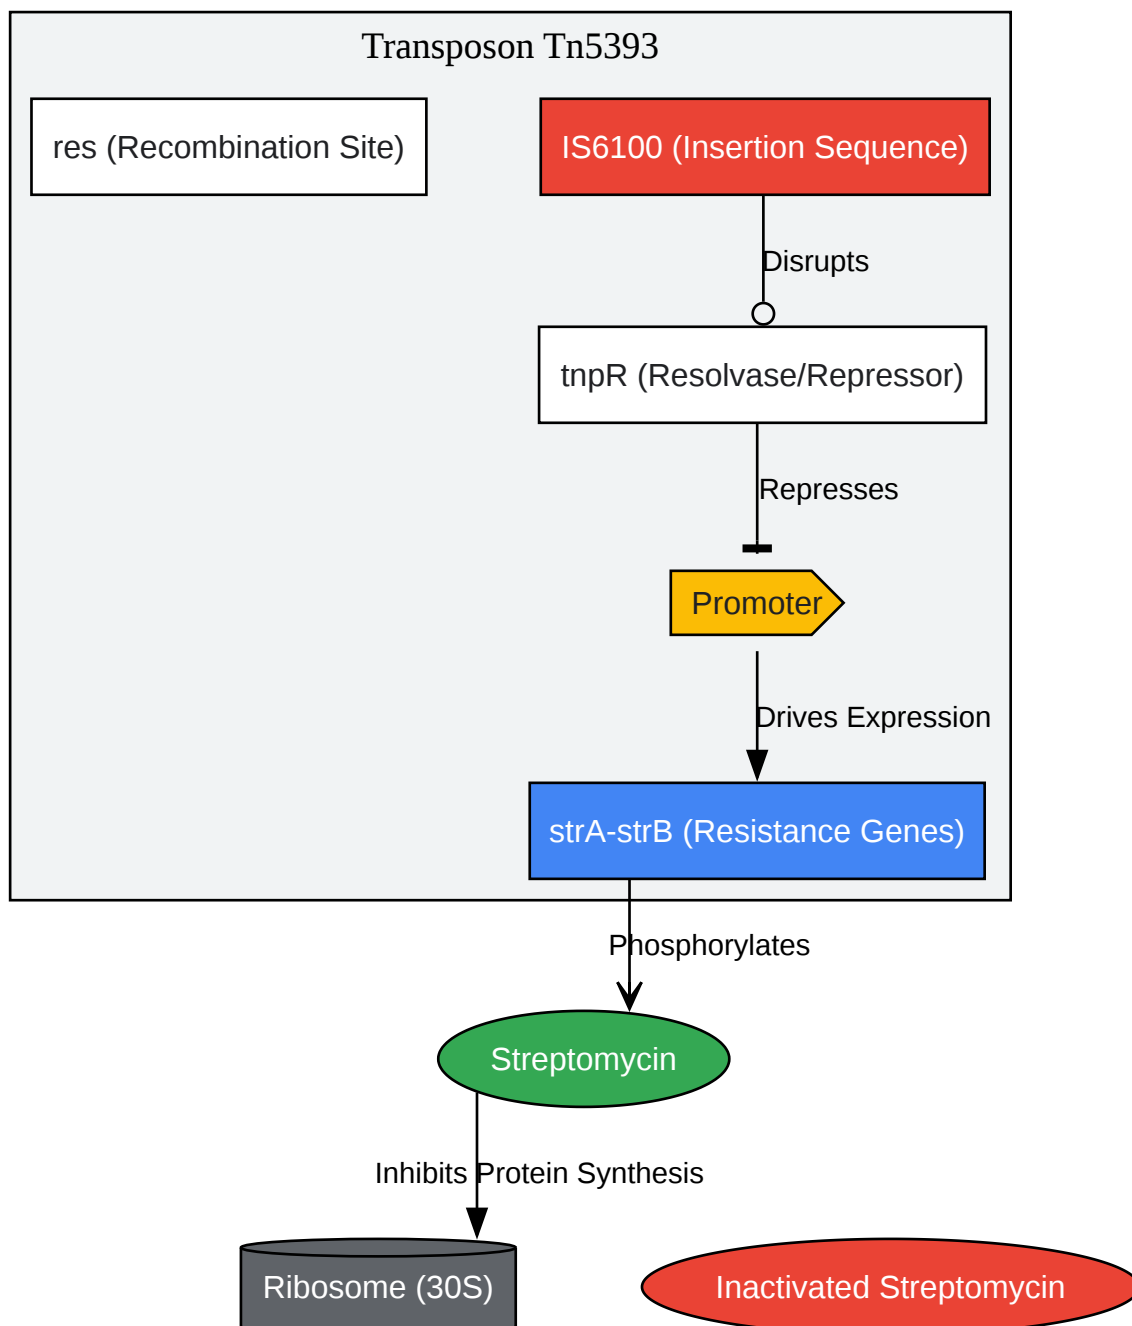 Transposon Tn5393
res (Recombination Site)
IS6100 (Insertion Sequence)
Disrupts
tnpR (Resolvase/Repressor)
Represses
Promoter
Drives Expression
strA-strB (Resistance Genes)
Phosphorylates
Streptomycin
Inhibits Protein Synthesis
Ribosome (30S)
Inactivated Streptomycin